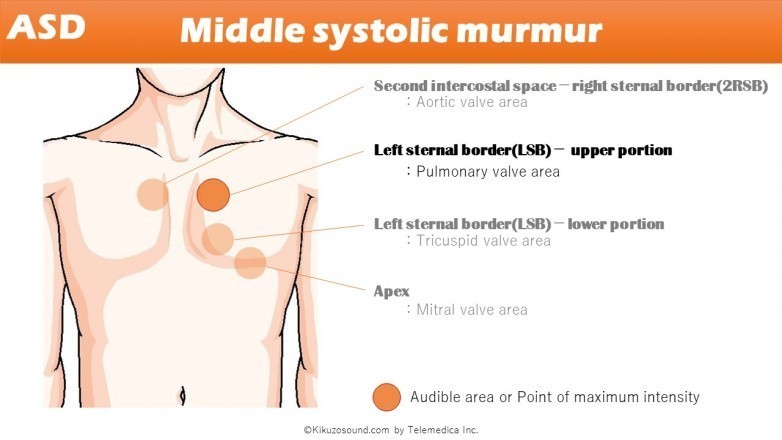 ASD
Middle systolic murmur
Second intercostal space－right sternal border(2RSB)
：Aortic valve area
Left sternal border(LSB)－ upper portion
：Pulmonary valve area
Left sternal border(LSB)－lower portion
：Tricuspid valve area
Apex
：Mitral valve area
Audible area or Point of maximum intensity
©Kikuzosound.com by Telemedica Inc.